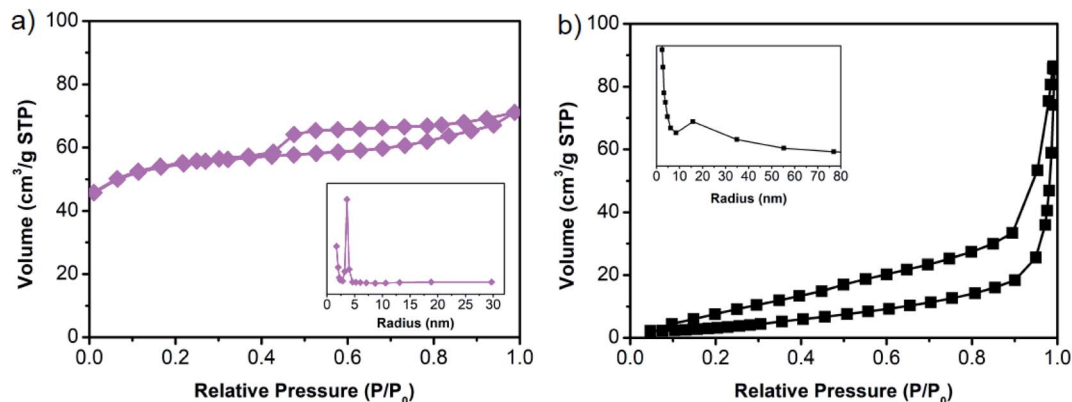 a)
Volume (cm³/g STP)
100
80
60
40
20
0
0 5 10 15 20 25 30
Radius (nm)
0.0 0.2 0.4 0.6 0.8 1.0
Relative Pressure (P/P₀)
b)
Volume (cm³/g STP)
100
80
60
40
20
0
0 10 20 30 40 50 60 70 80
Radius (nm)
0.0 0.2 0.4 0.6 0.8 1.0
Relative Pressure (P/P₀)